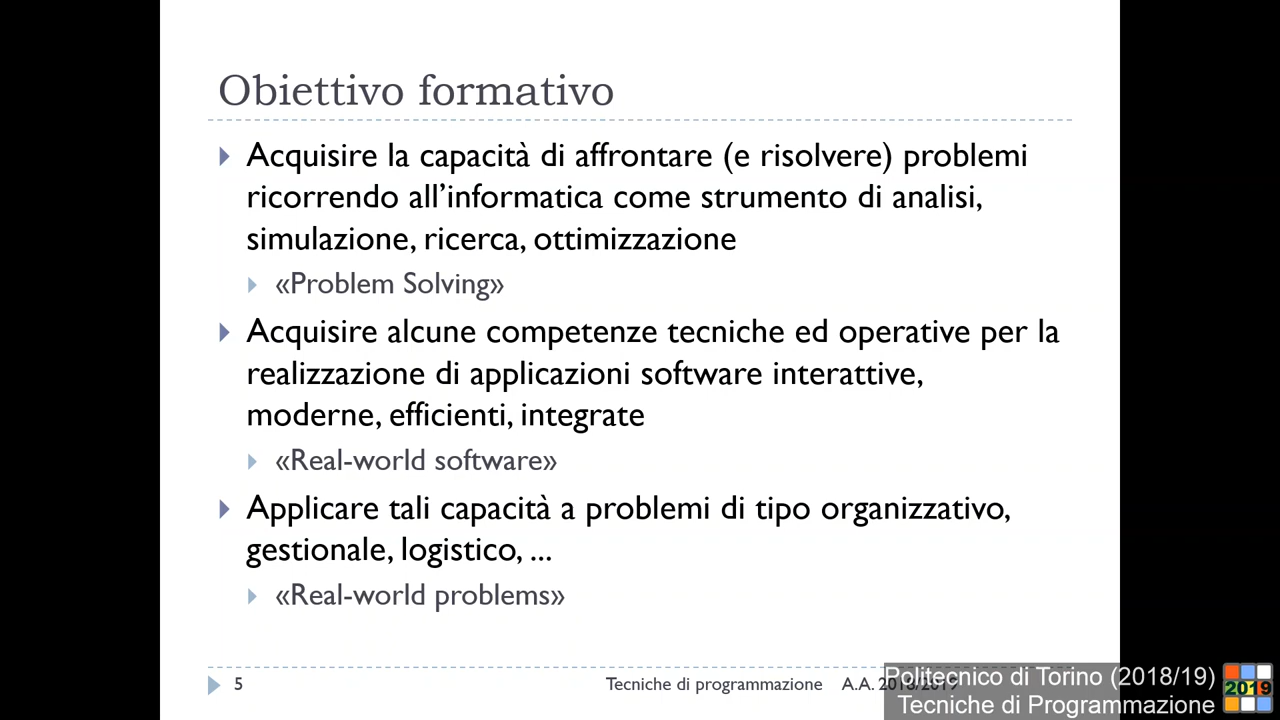 Obiettivo formativo
Acquisire la capacità di affrontare (e risolvere) problemi
ricorrendo all’informatica come strumento di analisi,
simulazione, ricerca, ottimizzazione
«Problem Solving»
Acquisire alcune competenze tecniche ed operative per la
realizzazione di applicazioni software interattive,
moderne, efficienti, integrate
«Real-world software»
Applicare tali capacità a problemi di tipo organizzativo,
gestionale, logistico, ...
«Real-world problems»
5
Tecniche di programmazione A.A. 2018/2019
Politecnico di Torino (2018/19)
Tecniche di Programmazione
2019